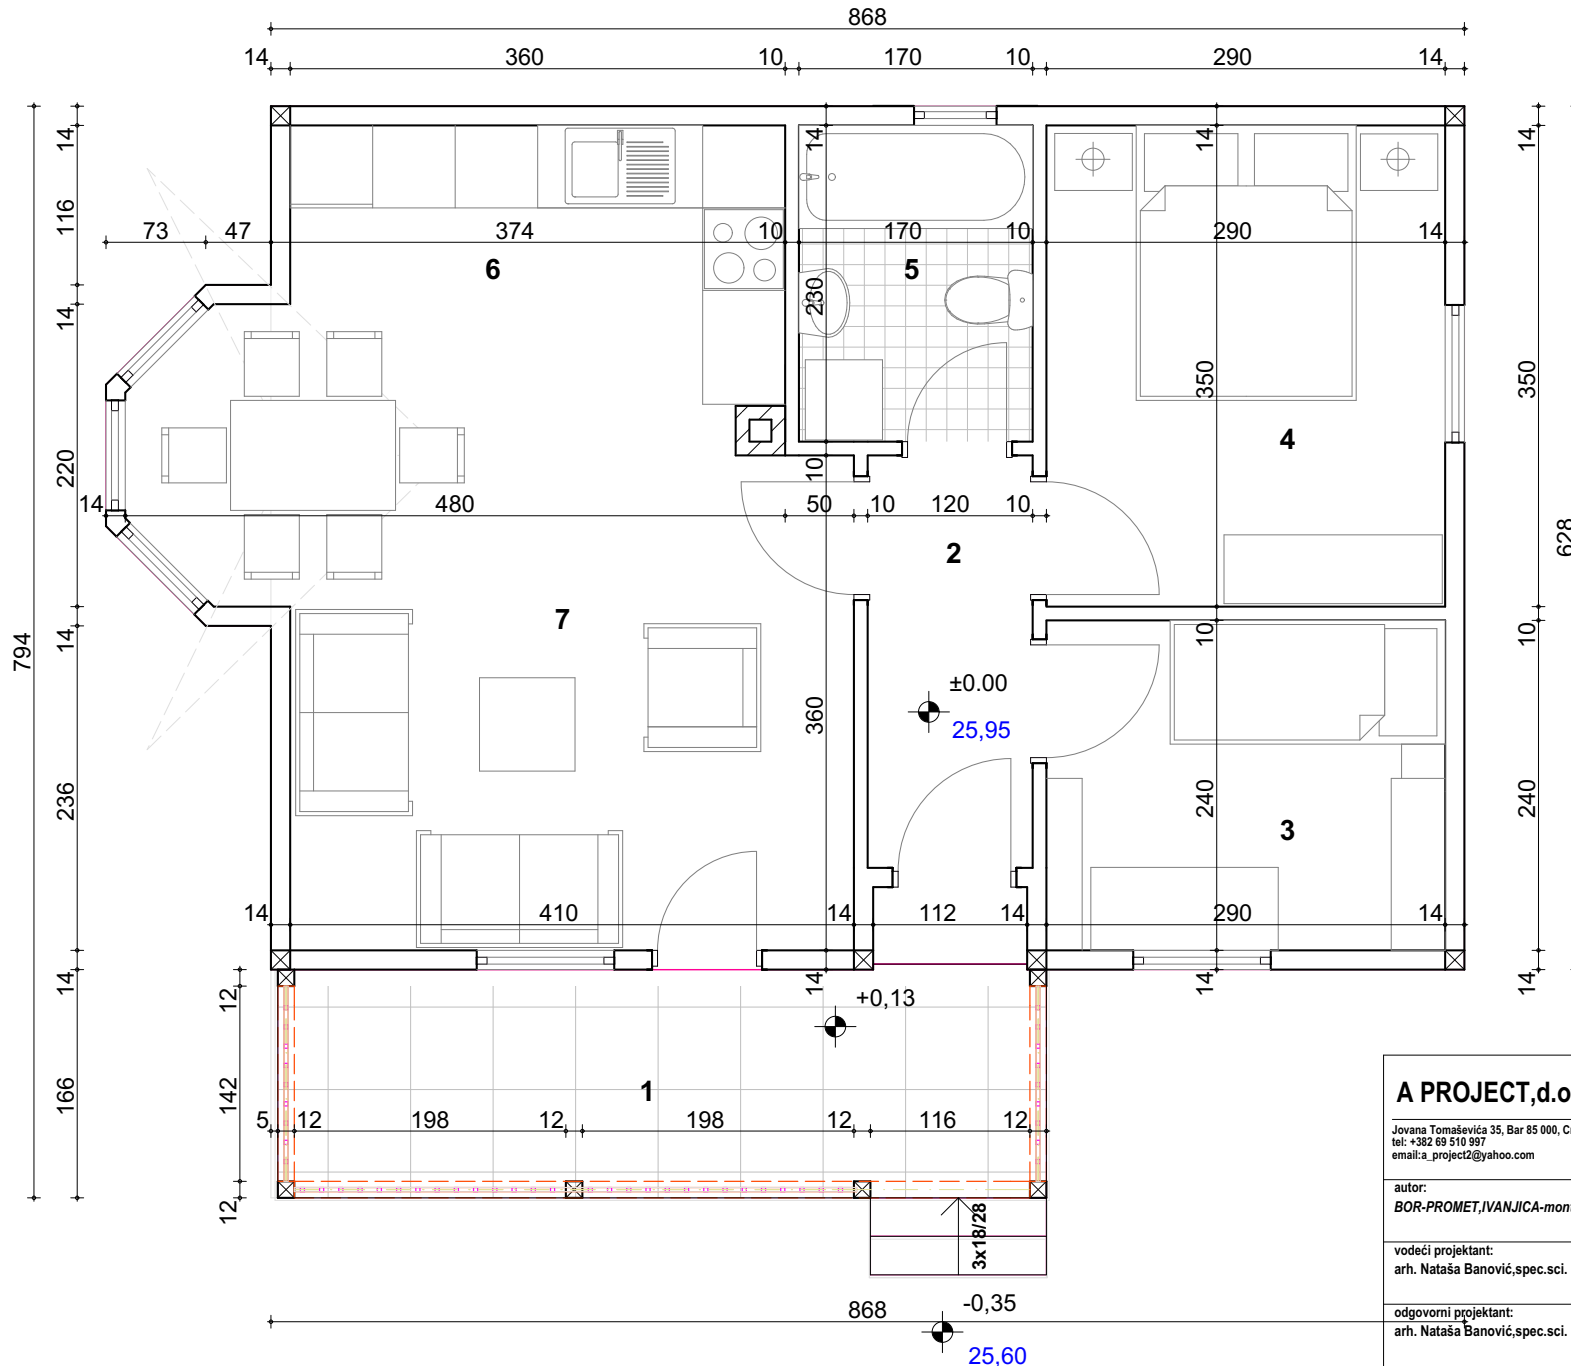 868
14 360 10 170 10 290 14
14 14 14
116
73 47 374 10 170 10 290 14
6 5
14 230
350 350
4
220 10
14 480 50 10 120 10
2
628
7
14 10 10
794
±0.00
360
25,95
236 240 240
3
14 410 14 112 14 290 14
14 12 14 14 14
+0,13
166 142
1
5 12 198 12 198 12 116 12
12
3x18/28
868 -0,35
25,60
A PROJECT,d.o
Jovana Tomaševića 35, Bar 85 000, C
tel: +382 69 510 997
email:a_project2@yahoo.com
autor:
BOR-PROMET,IVANJICA-mon
vodeći projektant:
arh. Nataša Banović,spec.sci.
odgovorni projektant:
arh. Nataša Banović,spec.sci.